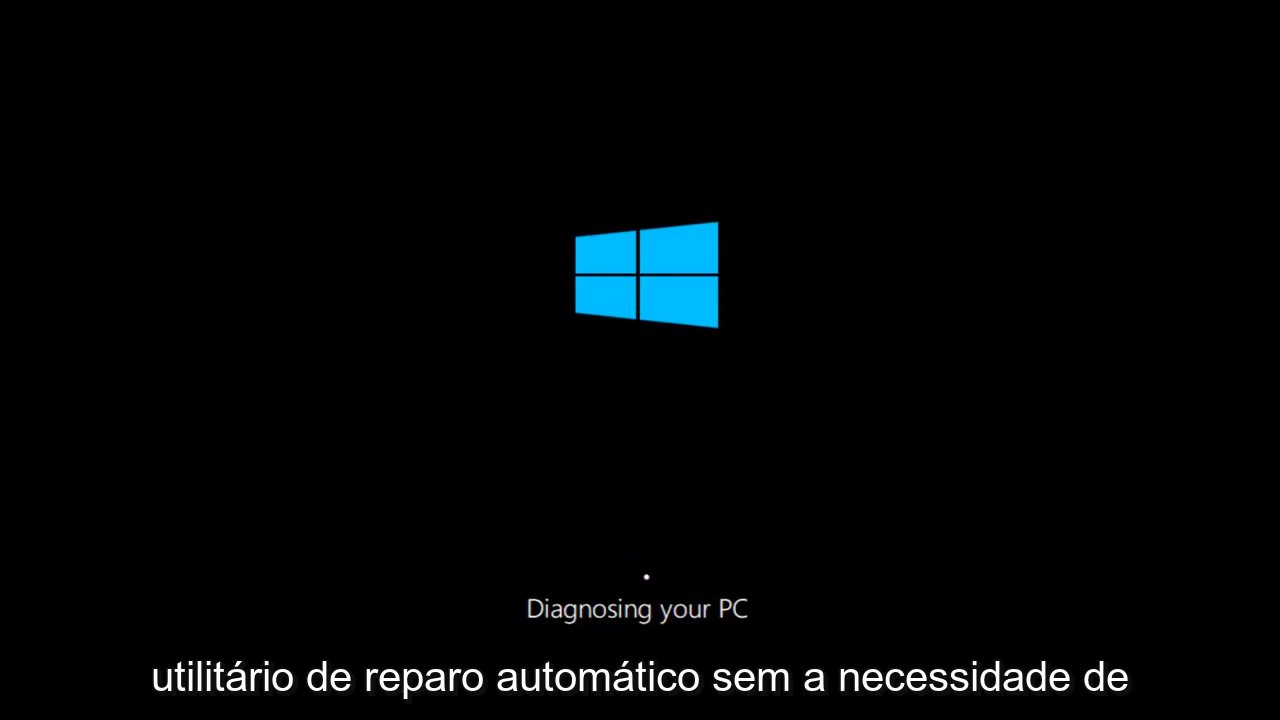 Diagnosing your PC
utilitário de reparo automático sem a necessidade de